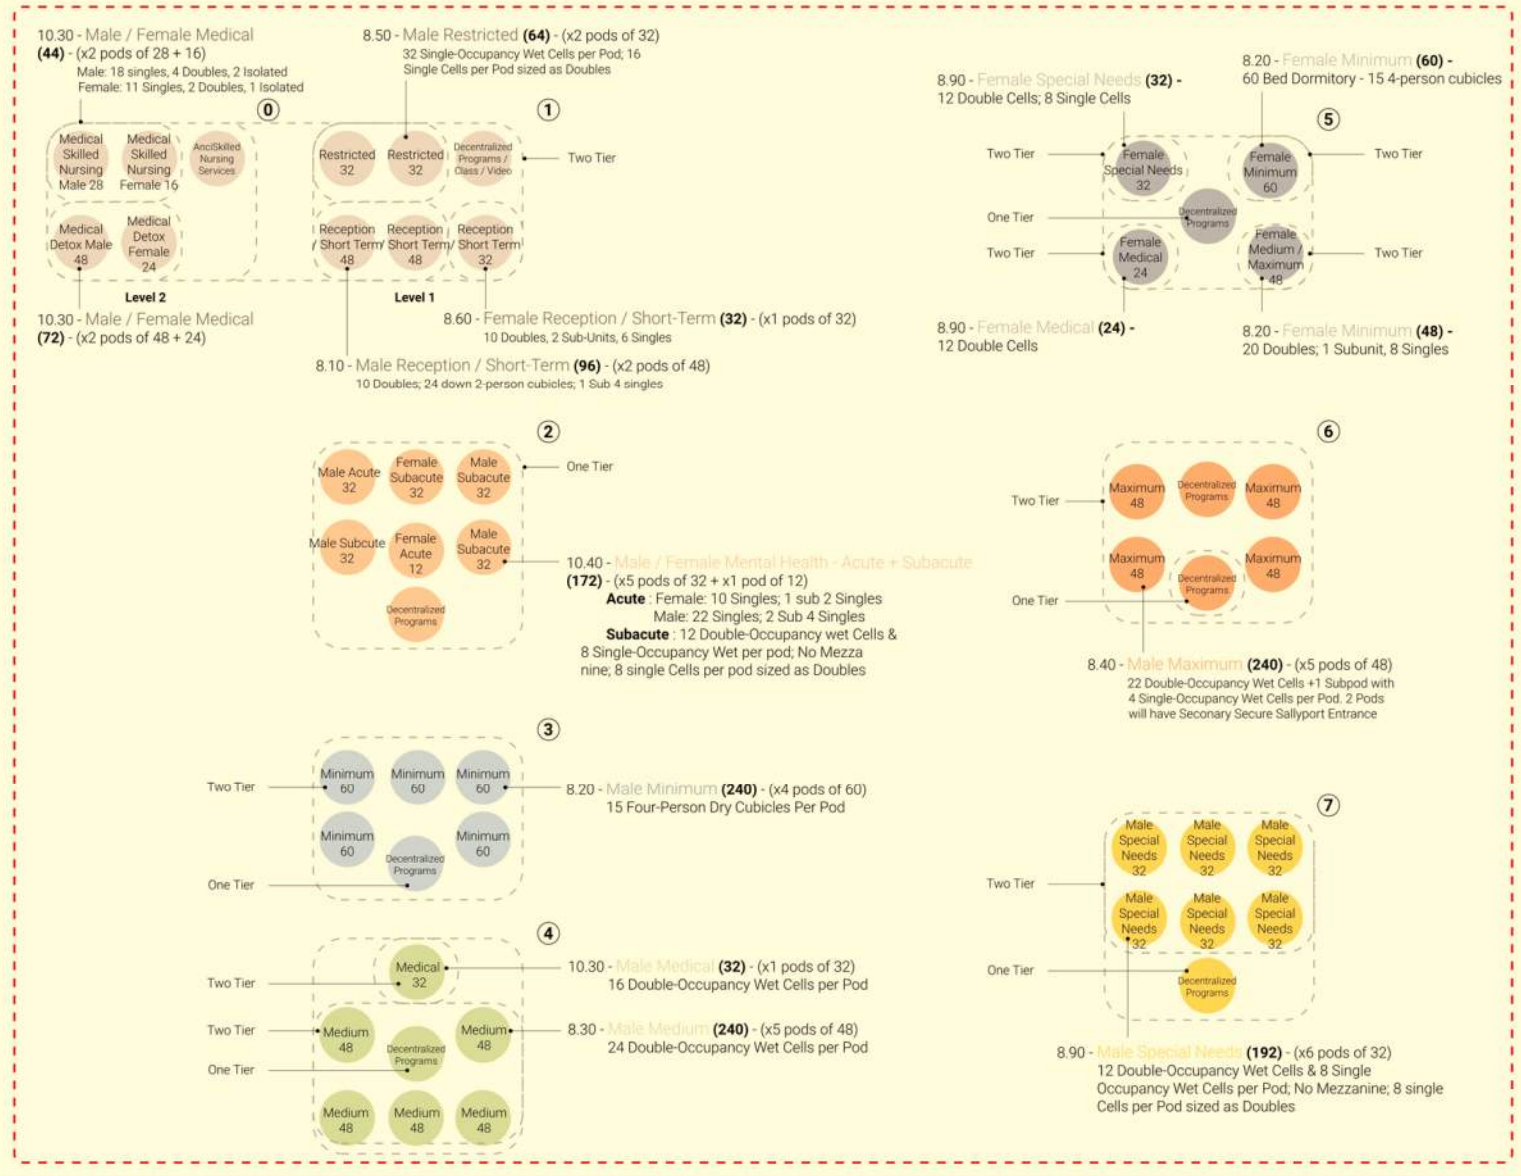 10.30 - Male / Female Medical
(44) - (x2 pods of 28 + 16)
Male: 18 singles, 4 Doubles, 2 Isolated
Female: 11 Singles, 2 Doubles, 1 Isolated
0
Medical
Skilled
Nursing
Male 28
Medical
Skilled
Nursing
Female 16
AnciSkilled
Nursing
Services
Medical
Detox Male
48
Medical
Detox
Female
24
Level 2
10.30 - Male / Female Medical
(72) - (x2 pods of 48 + 24)
8.50 - Male Restricted (64) - (x2 pods of 32)
32 Single-Occupancy Wet Cells per Pod; 16
Single Cells per Pod sized as Doubles
1
Restricted
32
Restricted
32
Decentralized
Programs /
Class / Video
Two Tier
Reception
/ Short Term
48
Reception
/ Short Term
48
Reception
/ Short Term
32
Level 1
8.60 - Female Reception / Short-Term (32) - (x1 pods of 32)
10 Doubles, 2 Sub-Units, 6 Singles
8.10 - Male Reception / Short-Term (96) - (x2 pods of 48)
10 Doubles; 24 down 2-person cubicles; 1 Sub 4 singles
2
Male Acute
32
Female
Subacute
32
Male
Subacute
32
One Tier
Male Subcute
32
Female
Acute
12
Male
Subacute
32
Decentralized
Programs
10.40 - Male / Female Mental Health - Acute + Subacute
(172) - (x5 pods of 32 + x1 pod of 12)
Acute : Female: 10 Singles; 1 sub 2 Singles
Male: 22 Singles; 2 Sub 4 Singles
Subacute : 12 Double-Occupancy wet Cells &
8 Single-Occupancy Wet per pod; No Mezza
nine; 8 single Cells per pod sized as Doubles
3
Two Tier
Minimum
60
Minimum
60
Minimum
60
8.20 - Male Minimum (240) - (x4 pods of 60)
15 Four-Person Dry Cubicles Per Pod
Minimum
60
Decentralized
Programs
Minimum
60
One Tier
4
Medical
32
Two Tier
10.30 - Male Medical (32) - (x1 pods of 32)
16 Double-Occupancy Wet Cells per Pod
Two Tier
Medium
48
Decentralized
Programs
Medium
48
8.30 - Male Medium (240) - (x5 pods of 48)
24 Double-Occupancy Wet Cells per Pod
One Tier
Medium
48
Medium
48
Medium
48
8.90 - Female Special Needs (32) -
12 Double Cells; 8 Single Cells
8.20 - Female Minimum (60) -
60 Bed Dormitory - 15 4-person cubicles
5
Two Tier
Female
Special Needs
32
Female
Minimum
60
Two Tier
One Tier
Decentralized
Programs
Two Tier
Female
Medical
24
Female
Medium /
Maximum
48
Two Tier
8.90 - Female Medical (24) -
12 Double Cells
8.20 - Female Minimum (48) -
20 Doubles; 1 Subunit, 8 Singles
6
Two Tier
Maximum
48
Decentralized
Programs
Maximum
48
Maximum
48
Decentralized
Programs
Maximum
48
One Tier
8.40 - Male Maximum (240) - (x5 pods of 48)
22 Double-Occupancy Wet Cells +1 Subpod with
4 Single-Occupancy Wet Cells per Pod. 2 Pods
will have Seconary Secure Sallyport Entrance
7
Male
Special
Needs
32
Male
Special
Needs
32
Male
Special
Needs
32
Two Tier
Male
Special
Needs
32
Male
Special
Needs
32
Male
Special
Needs
32
One Tier
Decentralized
Programs
8.90 - Male Special Needs (192) - (x6 pods of 32)
12 Double-Occupancy Wet Cells & 8 Single
Occupancy Wet Cells per Pod; No Mezzanine; 8 single
Cells per Pod sized as Doubles